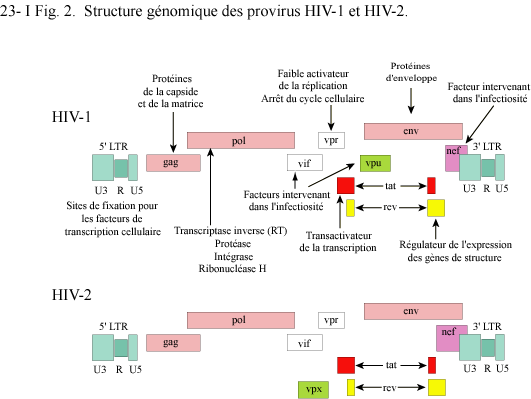 23- I Fig. 2. Structure génomique des provirus HIV-1 et HIV-2.
Protéines
de la capside
et de la matrice
Faible activateur
de la réplication
Arrêt du cycle cellulaire
Protéines
d'enveloppe
Facteur intervenant
dans l'infectiosité
HIV-1
5' LTR
U3 R U5
gag
pol
vpr
vif
vpu
env
nef
3' LTR
U3 R U5
tat
rev
Sites de fixation pour
les facteurs de
transcription cellulaire
Transcriptase inverse (RT)
Protéase
Intégrase
Ribonucléase H
Facteurs intervenant
dans l'infectiosité
Transactivateur
de la transcription
Régulateur de l'expression
des gènes de structure
HIV-2
5' LTR
U3 R U5
gag
pol
vpr
vif
env
nef
3' LTR
U3 R U5
tat
vpx
rev